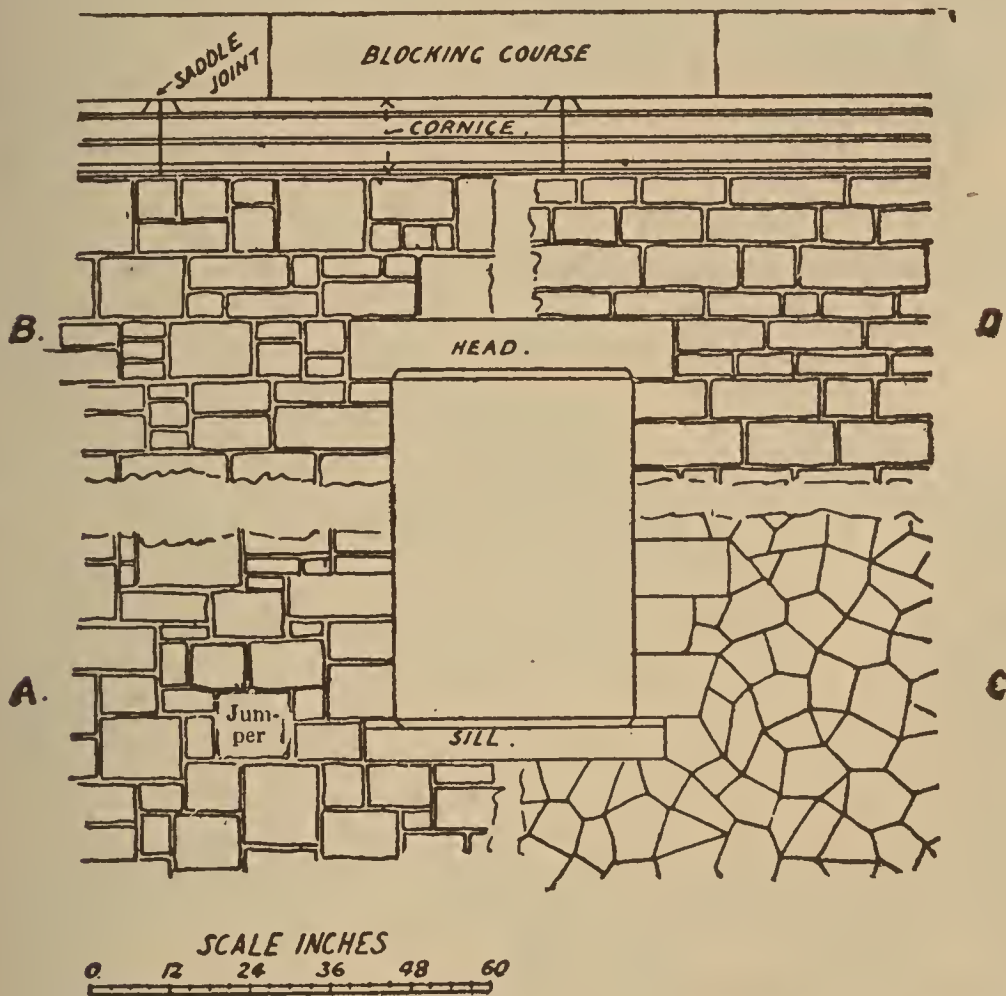 SADDLE
JOINT
BLOCKING COURSE
CORNICE.
B.
HEAD.
D
A.
Jum-
per
SILL.
C
SCALE INCHES
0. 12 24 36 48 60